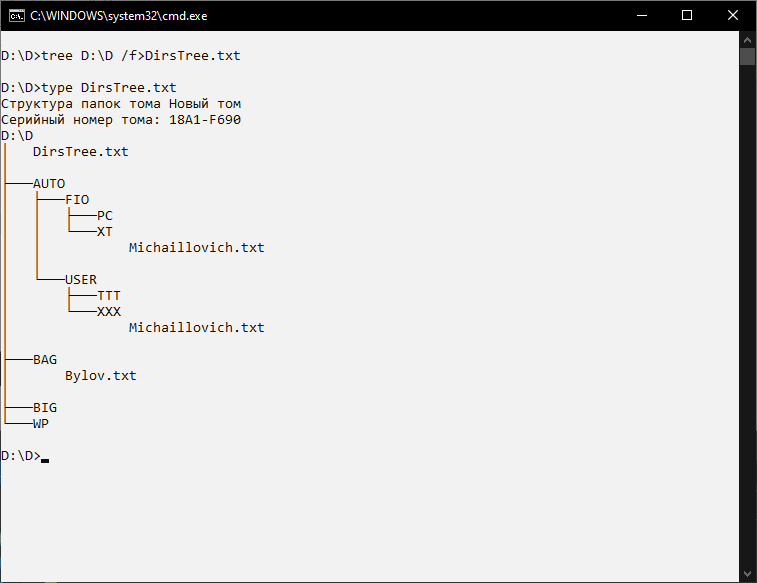 C:\WINDOWS\system32\cmd.exe
D:\D>tree D:\D /f>DirsTree.txt
D:\D>type DirsTree.txt
Структура папок тома Новый том
Серийный номер тома: 18A1-F690
D:\D
│   DirsTree.txt
├───AUTO
│   ├───FIO
│   │   ├───PC
│   │   └───XT
│   │           Michaillovich.txt
│   └───USER
│       ├───TTT
│       └───XXX
│               Michaillovich.txt
├───BAG
│       Bylov.txt
├───BIG
└───WP
D:\D>